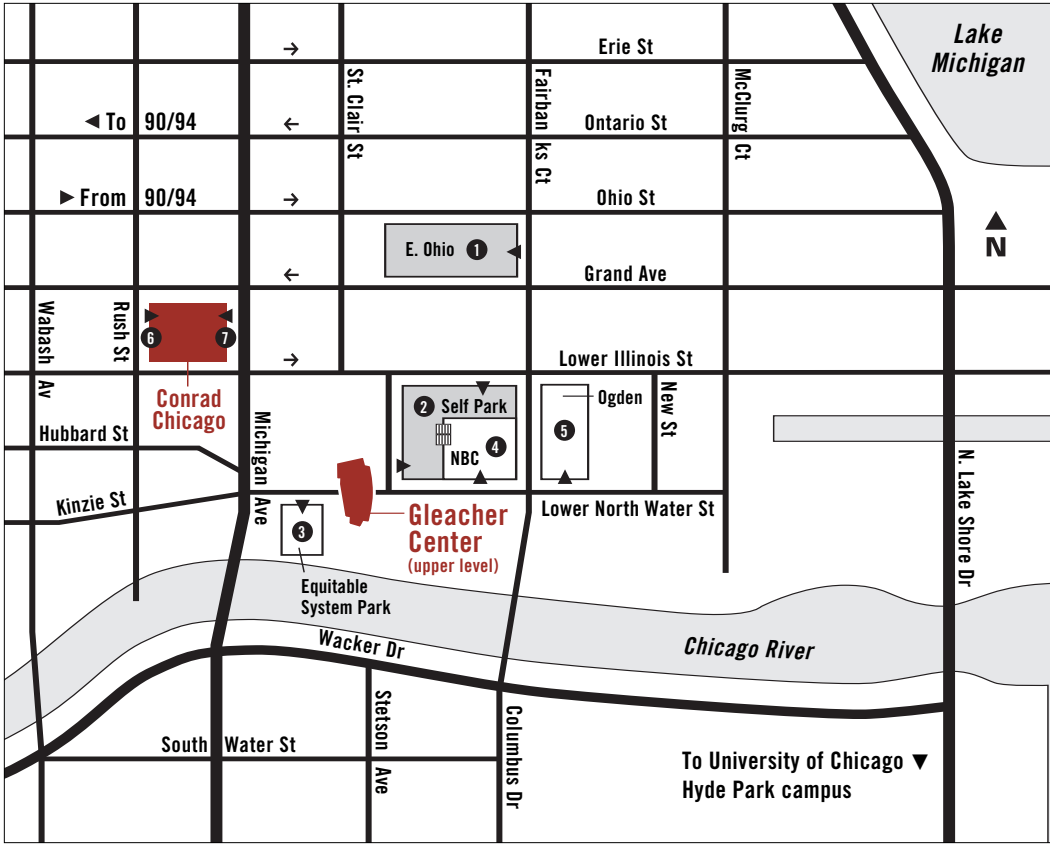 Erie St
Lake
Michigan
St. Clair St
Fairbanks Ct
McClurg Ct
To 90/94
Ontario St
From 90/94
Ohio St
N
E. Ohio 1
Grand Ave
Wabash Av
Rush St
6
7
Lower Illinois St
Conrad
Chicago
Michigan Ave
2 Self Park
Ogden
New St
Hubbard St
4
5
NBC
N. Lake Shore Dr
Kinzie St
Gleacher
Center
(upper level)
Lower North Water St
3
Equitable
System Park
Wacker Dr
Chicago River
Stetson Ave
Columbus Dr
South Water St
To University of Chicago
Hyde Park campus